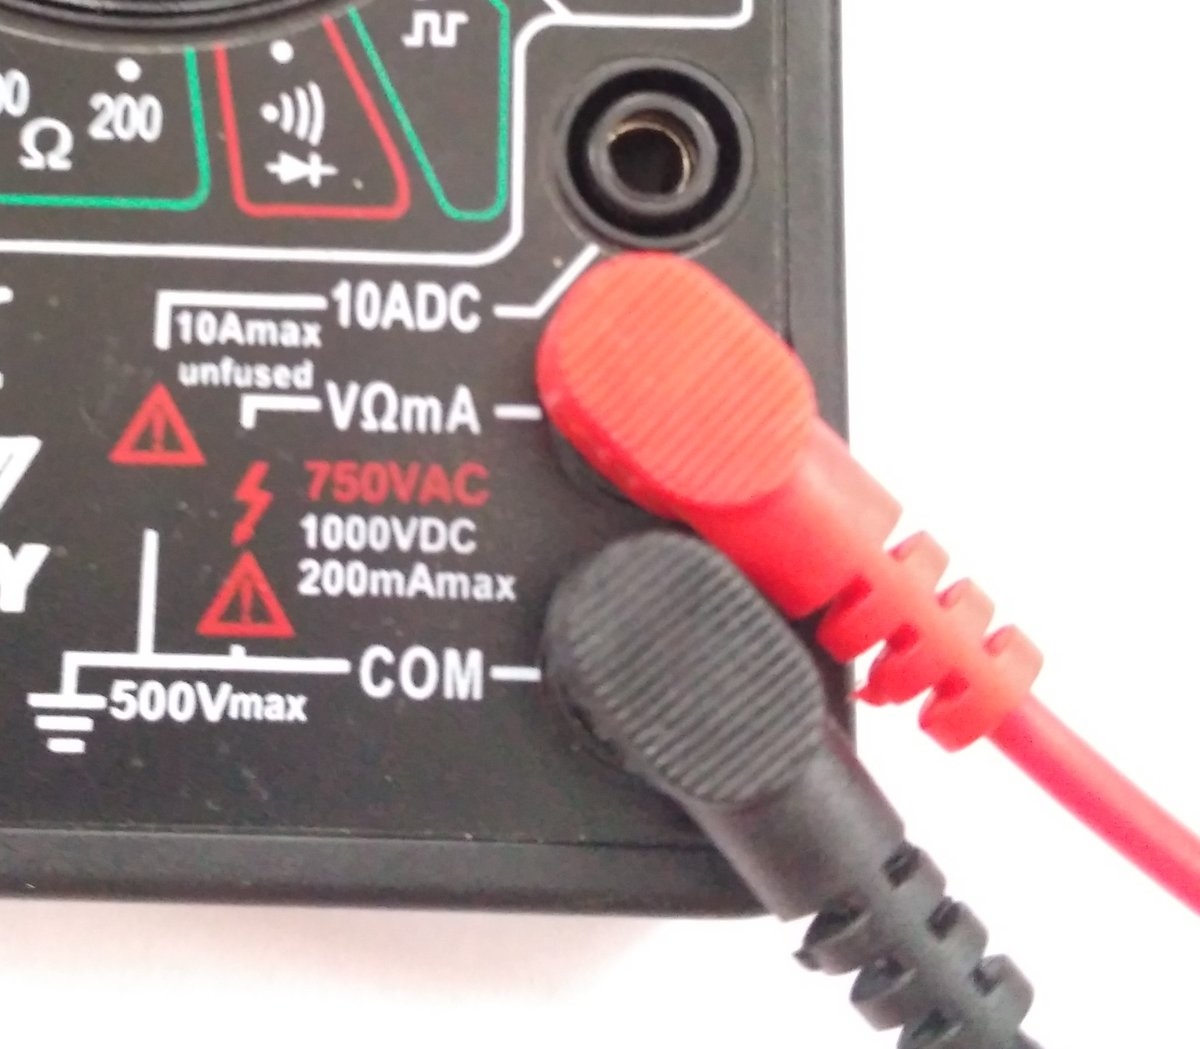 200
Ω
10ADC
10Amax
unfused
VΩmA
750VAC
1000VDC
200mAmax
COM
500Vmax